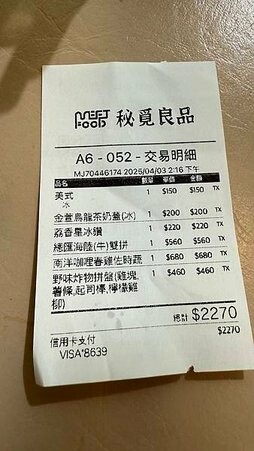 MEET FOOD 秘覓良品
A6 - 052 - 交易明細
MJ70446174 2025/04/03 2:16 下午
品名 數量 單價 金額
美式 1 $150 $150 TX
冰
金萱烏龍茶奶蓋(冰) 1 $200 $200 TX
荔香星冰鑽 1 $220 $220 TX
總匯海陸(牛)雙拼 1 $560 $560 TX
南洋咖哩春雞佐時蔬 1 $680 $680 TX
野味炸物拼盤(雞塊, 1 $460 $460 TX
薯條,起司條,檸檬雞
柳)
總計 $2270
$2270
信用卡支付
VISA*8639